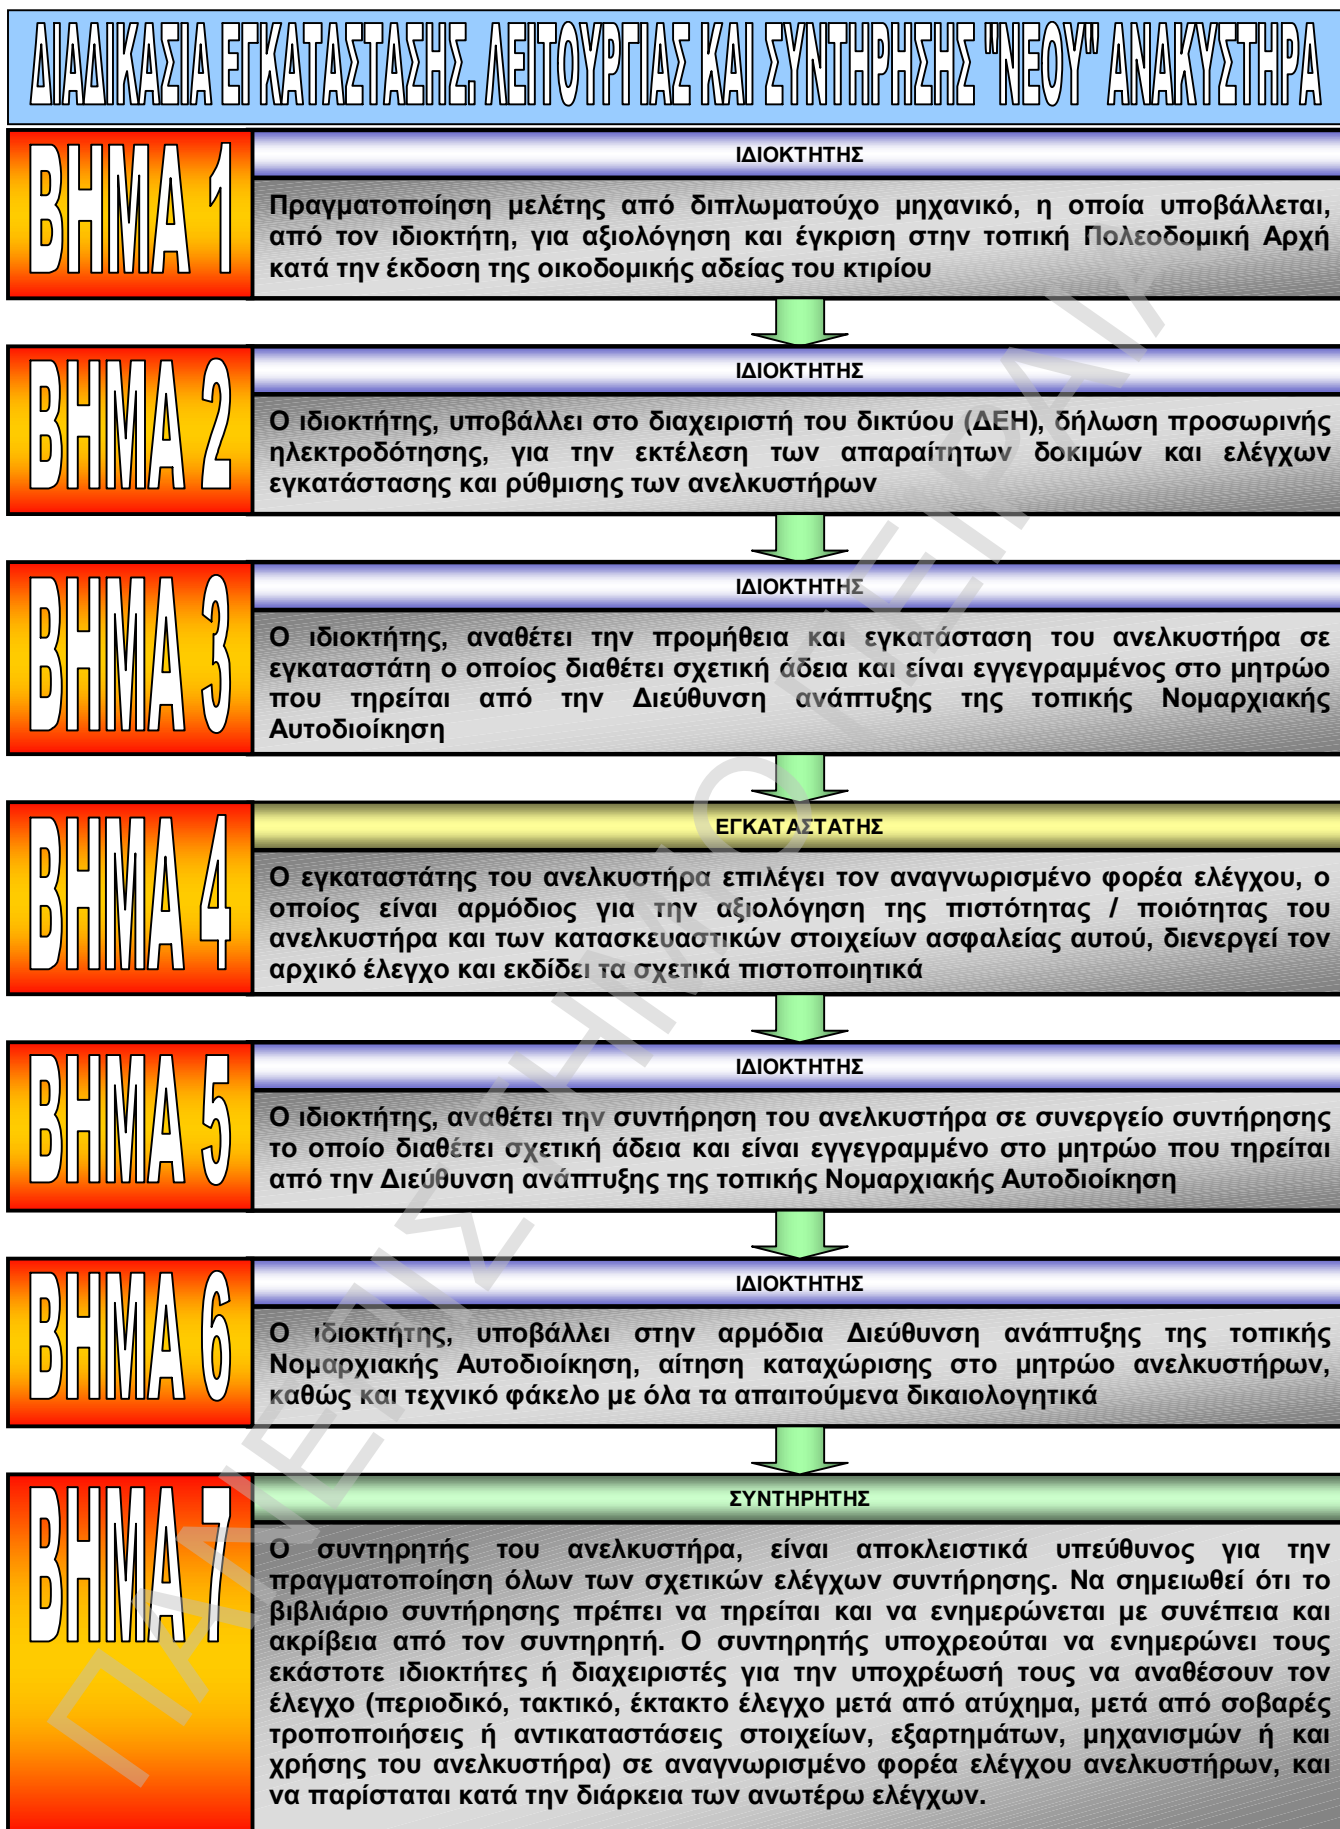 ΔΙΑΔΙΚΑΣΙΑ ΕΓΚΑΤΑΣΤΑΣΗΣ, ΛΕΙΤΟΥΡΓΙΑΣ ΚΑΙ ΣΥΝΤΗΡΗΣΗΣ "ΝΕΟΥ" ΑΝΑΚΥΣΤΗΡΑ
ΒΗΜΑ 1
ΙΔΙΟΚΤΗΤΗΣ
Πραγματοποίηση μελέτης από διπλωματούχο μηχανικό, η οποία υποβάλλεται,
από τον ιδιοκτήτη, για αξιολόγηση και έγκριση στην τοπική Πολεοδομική Αρχή
κατά την έκδοση της οικοδομικής αδείας του κτιρίου
ΒΗΜΑ 2
ΙΔΙΟΚΤΗΤΗΣ
Ο ιδιοκτήτης, υποβάλλει στο διαχειριστή του δικτύου (ΔΕΗ), δήλωση προσωρινής
ηλεκτροδότησης, για την εκτέλεση των απαραίτητων δοκιμών και ελέγχων
εγκατάστασης και ρύθμισης των ανελκυστήρων
ΒΗΜΑ 3
ΙΔΙΟΚΤΗΤΗΣ
Ο ιδιοκτήτης, αναθέτει την προμήθεια και εγκατάσταση του ανελκυστήρα σε
εγκαταστάτη ο οποίος διαθέτει σχετική άδεια και είναι εγγεγραμμένος στο μητρώο
που τηρείται από την Διεύθυνση ανάπτυξης της τοπικής Νομαρχιακής
Αυτοδιοίκηση
ΒΗΜΑ 4
ΕΓΚΑΤΑΣΤΑΤΗΣ
Ο εγκαταστάτης του ανελκυστήρα επιλέγει τον αναγνωρισμένο φορέα ελέγχου, ο
οποίος είναι αρμόδιος για την αξιολόγηση της πιστότητας / ποιότητας του
ανελκυστήρα και των κατασκευαστικών στοιχείων ασφαλείας αυτού, διενεργεί τον
αρχικό έλεγχο και εκδίδει τα σχετικά πιστοποιητικά
ΒΗΜΑ 5
ΙΔΙΟΚΤΗΤΗΣ
Ο ιδιοκτήτης, αναθέτει την συντήρηση του ανελκυστήρα σε συνεργείο συντήρησης
το οποίο διαθέτει σχετική άδεια και είναι εγγεγραμμένο στο μητρώο που τηρείται
από την Διεύθυνση ανάπτυξης της τοπικής Νομαρχιακής Αυτοδιοίκηση
ΒΗΜΑ 6
ΙΔΙΟΚΤΗΤΗΣ
Ο ιδιοκτήτης, υποβάλλει στην αρμόδια Διεύθυνση ανάπτυξης της τοπικής
Νομαρχιακής Αυτοδιοίκηση, αίτηση καταχώρισης στο μητρώο ανελκυστήρων,
καθώς και τεχνικό φάκελο με όλα τα απαιτούμενα δικαιολογητικά
ΒΗΜΑ 7
ΣΥΝΤΗΡΗΤΗΣ
Ο συντηρητής του ανελκυστήρα, είναι αποκλειστικά υπεύθυνος για την
πραγματοποίηση όλων των σχετικών ελέγχων συντήρησης. Να σημειωθεί ότι το
βιβλιάριο συντήρησης πρέπει να τηρείται και να ενημερώνεται με συνέπεια και
ακρίβεια από τον συντηρητή. Ο συντηρητής υποχρεούται να ενημερώνει τους
εκάστοτε ιδιοκτήτες ή διαχειριστές για την υποχρέωσή τους να αναθέσουν τον
έλεγχο (περιοδικό, τακτικό, έκτακτο έλεγχο μετά από ατύχημα, μετά από σοβαρές
τροποποιήσεις ή αντικαταστάσεις στοιχείων, εξαρτημάτων, μηχανισμών ή και
χρήσης του ανελκυστήρα) σε αναγνωρισμένο φορέα ελέγχου ανελκυστήρων, και
να παρίσταται κατά την διάρκεια των ανωτέρω ελέγχων.
ΠΑΝΕΠΙΣΤΗΜΙΟ ΠΕΙΡΑΙΑ